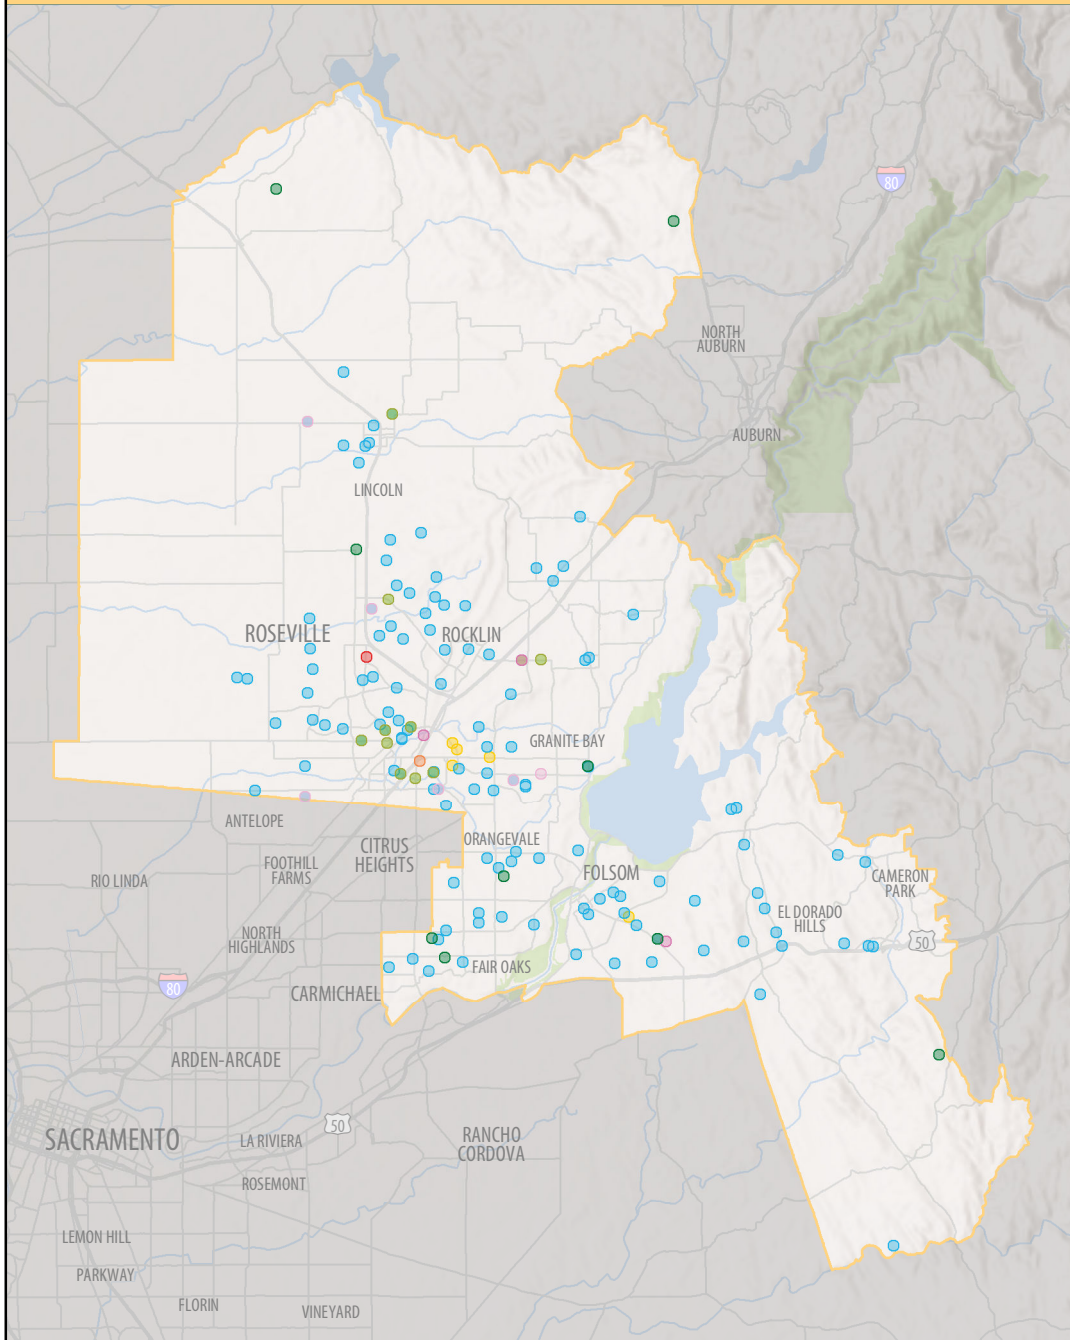 80
NORTH
AUBURN
AUBURN
LINCOLN
ROSEVILLE
ROCKLIN
GRANITE BAY
ANTELOPE
CITRUS
HEIGHTS
ORANGEVALE
FOOTHILL
FARMS
RIO LINDA
FOLSOM
CAMERON
PARK
EL DORADO
HILLS
NORTH
HIGHLANDS
50
FAIR OAKS
80
CARMICHAEL
ARDEN-ARCADE
50
SACRAMENTO
LA RIVIERA
RANCHO
CORDOVA
ROSEMONT
LEMON HILL
PARKWAY
FLORIN
VINEYARD